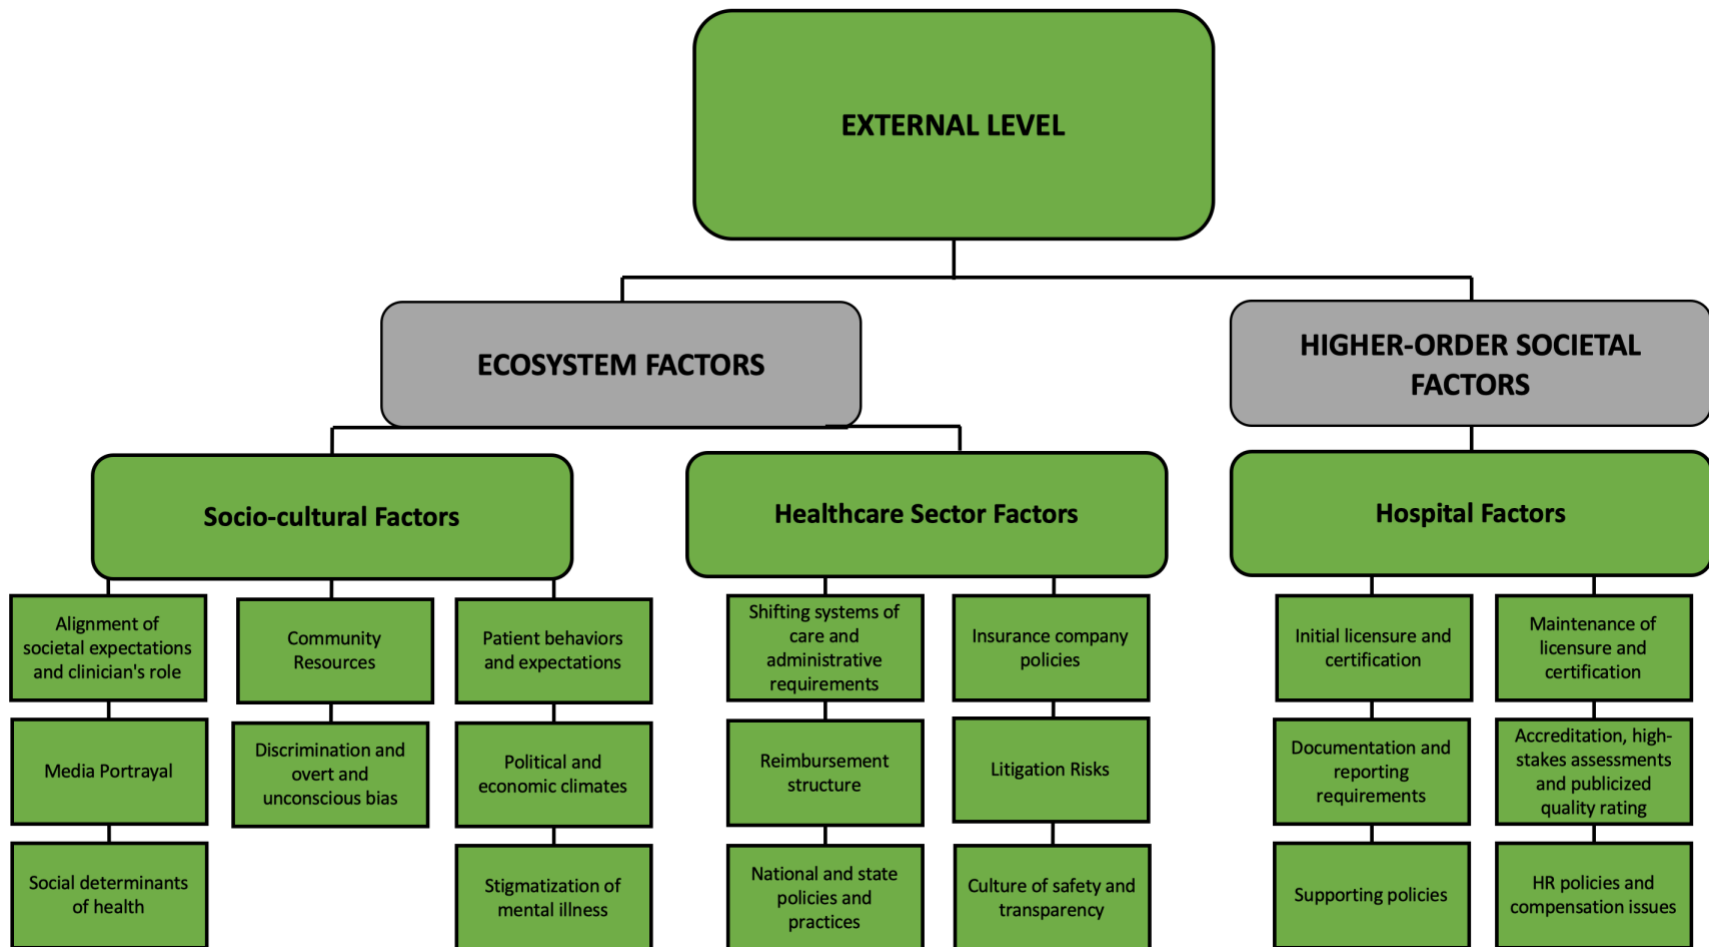 EXTERNAL LEVEL
ECOSYSTEM FACTORS
HIGHER-ORDER SOCIETAL
FACTORS
Socio-cultural Factors
Healthcare Sector Factors
Hospital Factors
Alignment of
societal expectations
and clinician's role
Community
Resources
Patient behaviors
and expectations
Shifting systems of
care and
administrative
requirements
Insurance company
policies
Initial licensure and
certification
Maintenance of
licensure and
certification
Media Portrayal
Discrimination and
overt and
unconscious bias
Political and
economic climates
Reimbursement
structure
Litigation Risks
Documentation and
reporting
requirements
Accreditation, high-
stakes assessments
and publicized
quality rating
Social determinants
of health
Stigmatization of
mental illness
National and state
policies and
practices
Culture of safety and
transparency
Supporting policies
HR policies and
compensation issues